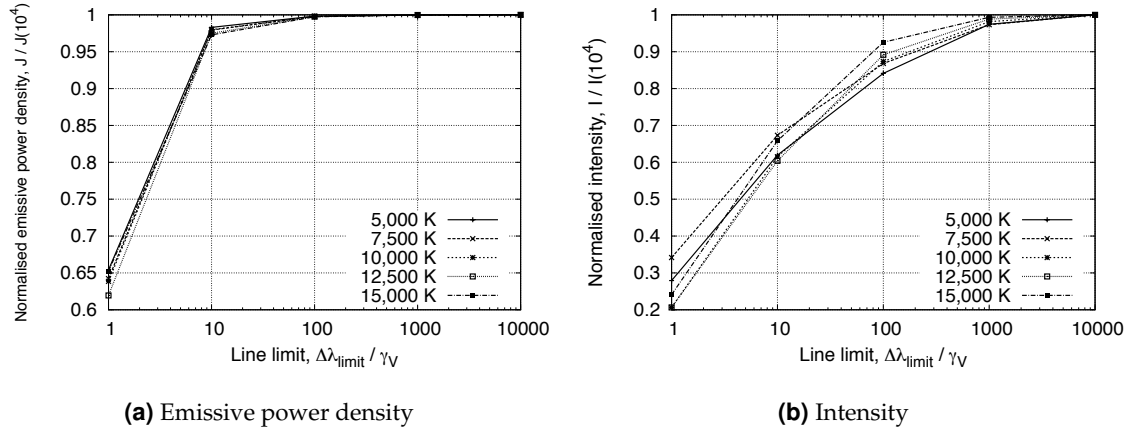 Normalised emissive power density, J / J(10⁴)
1
0.95
0.9
0.85
0.8
0.75
0.7
0.65
0.6
5,000 K
7,500 K
10,000 K
12,500 K
15,000 K
1 10 100 1000 10000
Line limit, Δλlimit / γV
(a) Emissive power density
Normalised intensity, I / I(10⁴)
1
0.9
0.8
0.7
0.6
0.5
0.4
0.3
0.2
5,000 K
7,500 K
10,000 K
12,500 K
15,000 K
1 10 100 1000 10000
Line limit, Δλlimit / γV
(b) Intensity